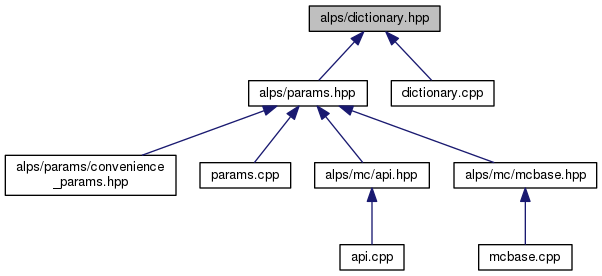 alps/dictionary.hpp
alps/params.hpp
dictionary.cpp
alps/params/convenience
_params.hpp
params.cpp
alps/mc/api.hpp
alps/mc/mcbase.hpp
api.cpp
mcbase.cpp